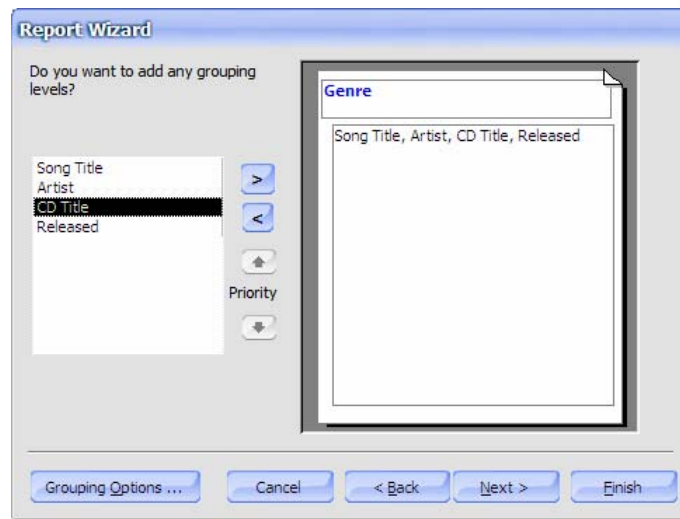 Report Wizard
Do you want to add any grouping
levels?
Song Title
Artist
CD Title
Released
>
<
Priority
Genre
Song Title, Artist, CD Title, Released
Grouping Options ...
Cancel
< Back
Next >
Finish